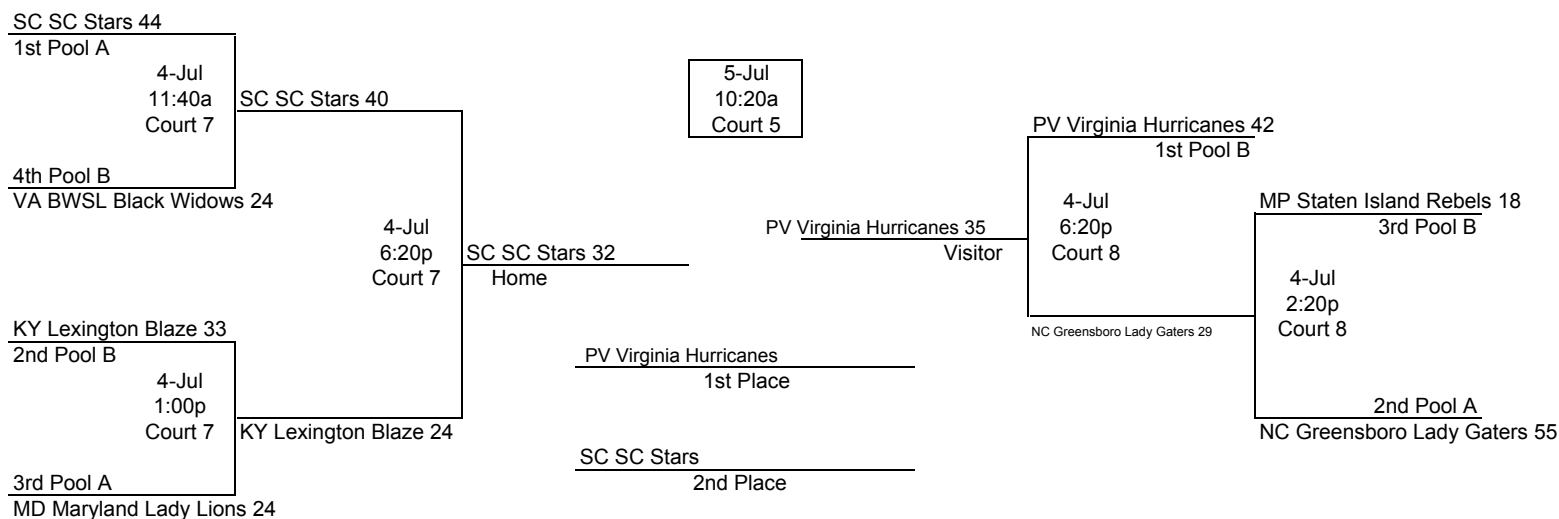 SC SC Stars 44
1st Pool A
4-Jul
11:40a
Court 7
4th Pool B
VA BWSL Black Widows 24
SC SC Stars 40
KY Lexington Blaze 33
2nd Pool B
4-Jul
1:00p
Court 7
3rd Pool A
MD Maryland Lady Lions 24
KY Lexington Blaze 24
4-Jul
6:20p
Court 7
SC SC Stars 32
Home
5-Jul
10:20a
Court 5
PV Virginia Hurricanes
1st Place
SC SC Stars
2nd Place
PV Virginia Hurricanes 35
Visitor
PV Virginia Hurricanes 42
1st Pool B
4-Jul
6:20p
Court 8
NC Greensboro Lady Gaters 29
MP Staten Island Rebels 18
3rd Pool B
4-Jul
2:20p
Court 8
2nd Pool A
NC Greensboro Lady Gaters 55